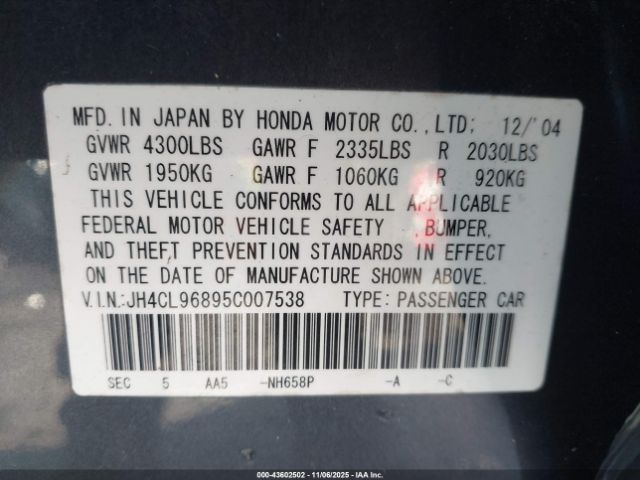 MFD. IN JAPAN BY HONDA MOTOR CO.,LTD; 12/'04
GVWR 4300LBS GAWR F 2335LBS R 2030LBS
GVWR 1950KG GAWR F 1060KG R 920KG
THIS VEHICLE CONFORMS TO ALL APPLICABLE
FEDERAL MOTOR VEHICLE SAFETY ,BUMPER,
AND THEFT PREVENTION STANDARDS IN EFFECT
ON THE DATE OF MANUFACTURE SHOWN ABOVE.
V.I.N.:JH4CL96895C007538 TYPE: PASSENGER CAR
SEC 5 AA5 -NH658P -A -C
000-43602502 - 11/06/2025 - IAAI.COM